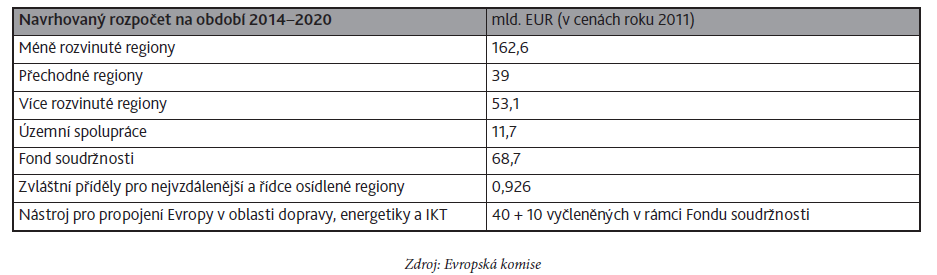 Navrhovaný rozpočet na období 2014–2020 mld. EUR (v cenách roku 2011)
Méně rozvinuté regiony 162,6
Přechodné regiony 39
Více rozvinuté regiony 53,1
Územní spolupráce 11,7
Fond soudržnosti 68,7
Zvláštní příděly pro nejvzdálenější a řídce osídlené regiony 0,926
Nástroj pro propojení Evropy v oblasti dopravy, energetiky a IKT 40 + 10 vyčleněných v rámci Fondu soudržnosti
Zdroj: Evropská komise